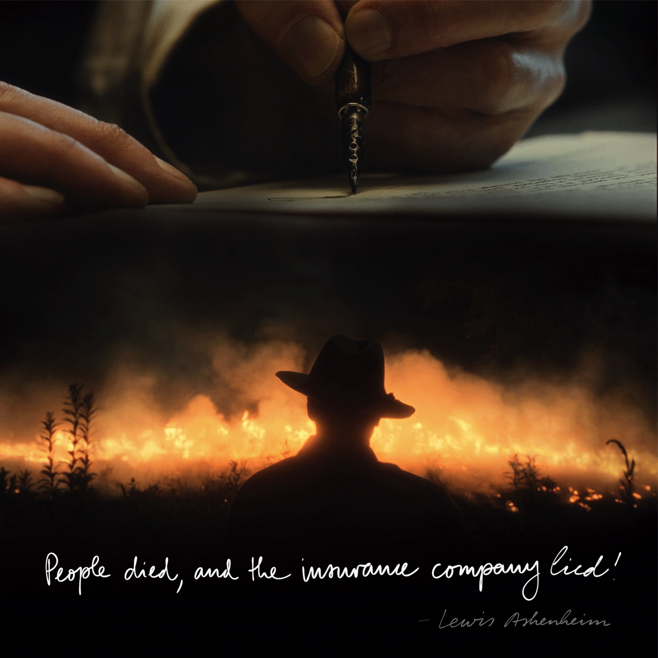 People died, and the insurance company lied!
- Lewis Ashenheim